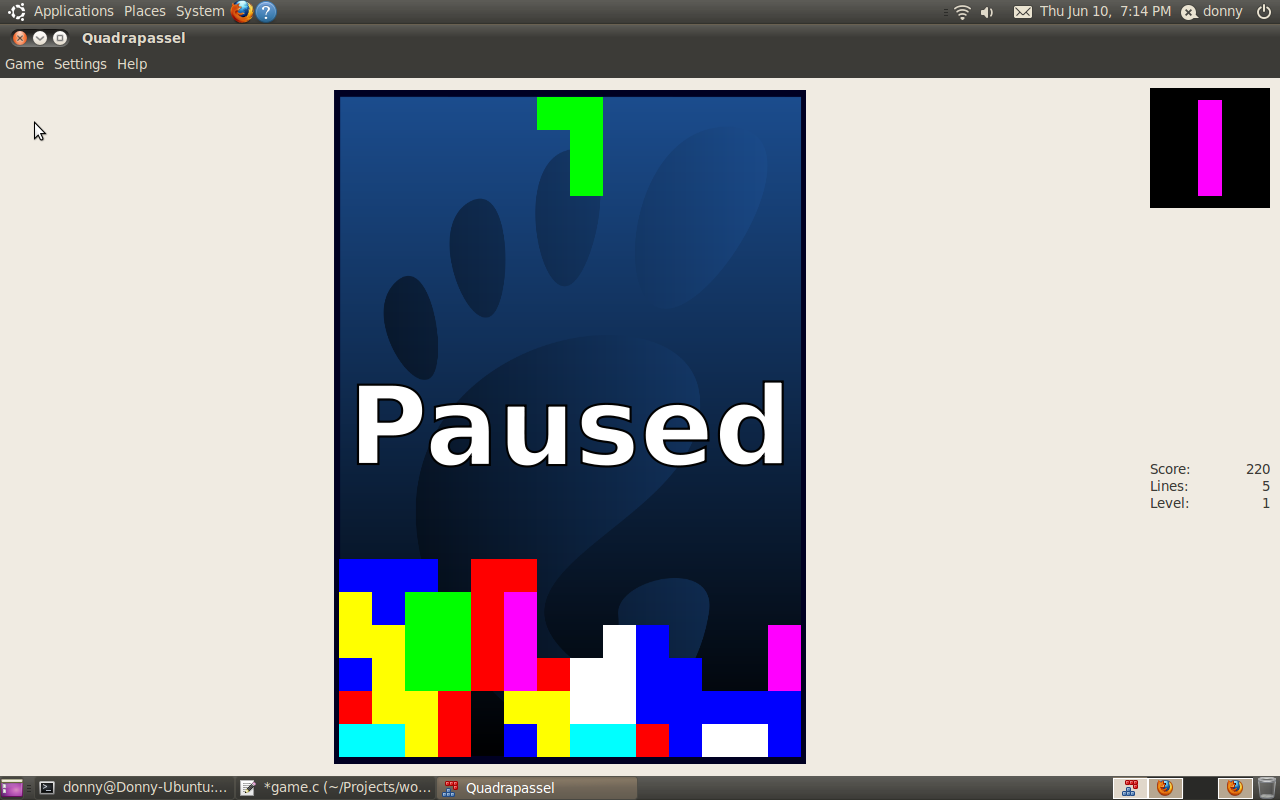 Applications Places System ? Thu Jun 10, 7:14 PM donny
Quadrapassel
Game Settings Help
Paused
Score: 220
Lines: 5
Level: 1
donny@Donny-Ubuntu:... *game.c (~/Projects/wo... Quadrapassel